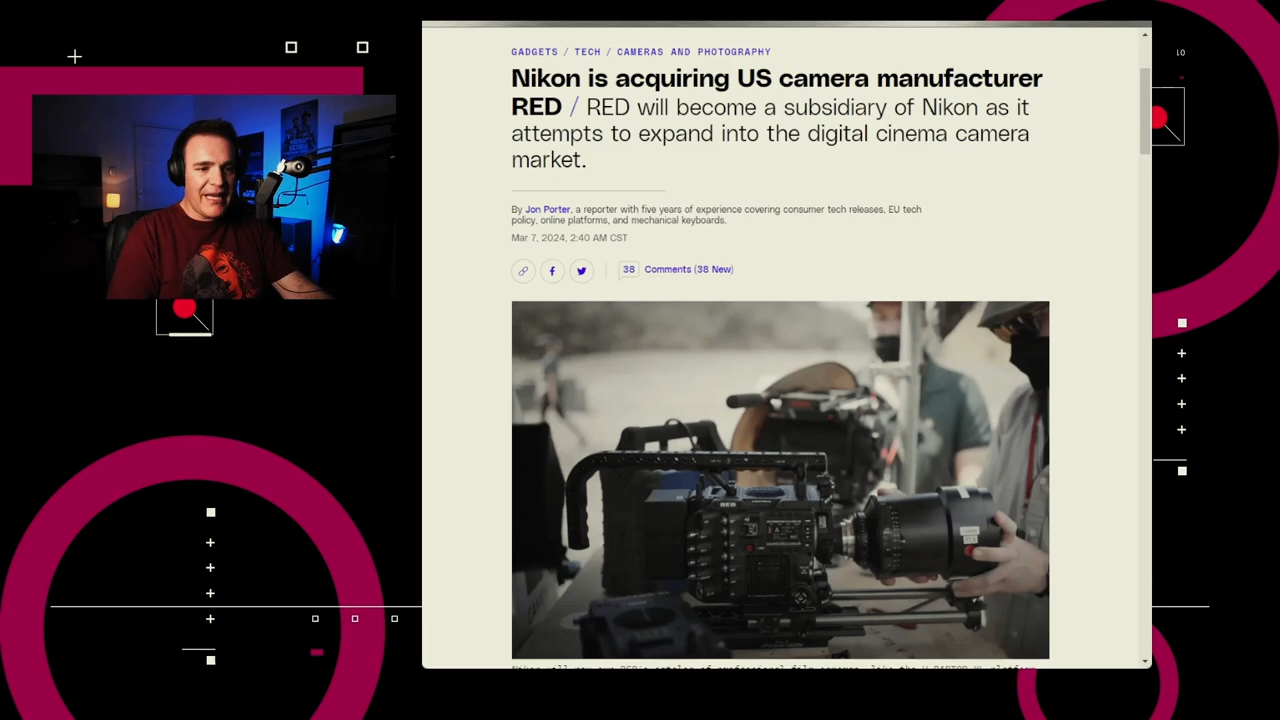 GADGETS / TECH / CAMERAS AND PHOTOGRAPHY
Nikon is acquiring US camera manufacturer
RED / RED will become a subsidiary of Nikon as it
attempts to expand into the digital cinema camera
market.
By Jon Porter, a reporter with five years of experience covering consumer tech releases, EU tech
policy, online platforms, and mechanical keyboards.
Mar 7, 2024, 2:40 AM CST
38 Comments (38 New)
RED